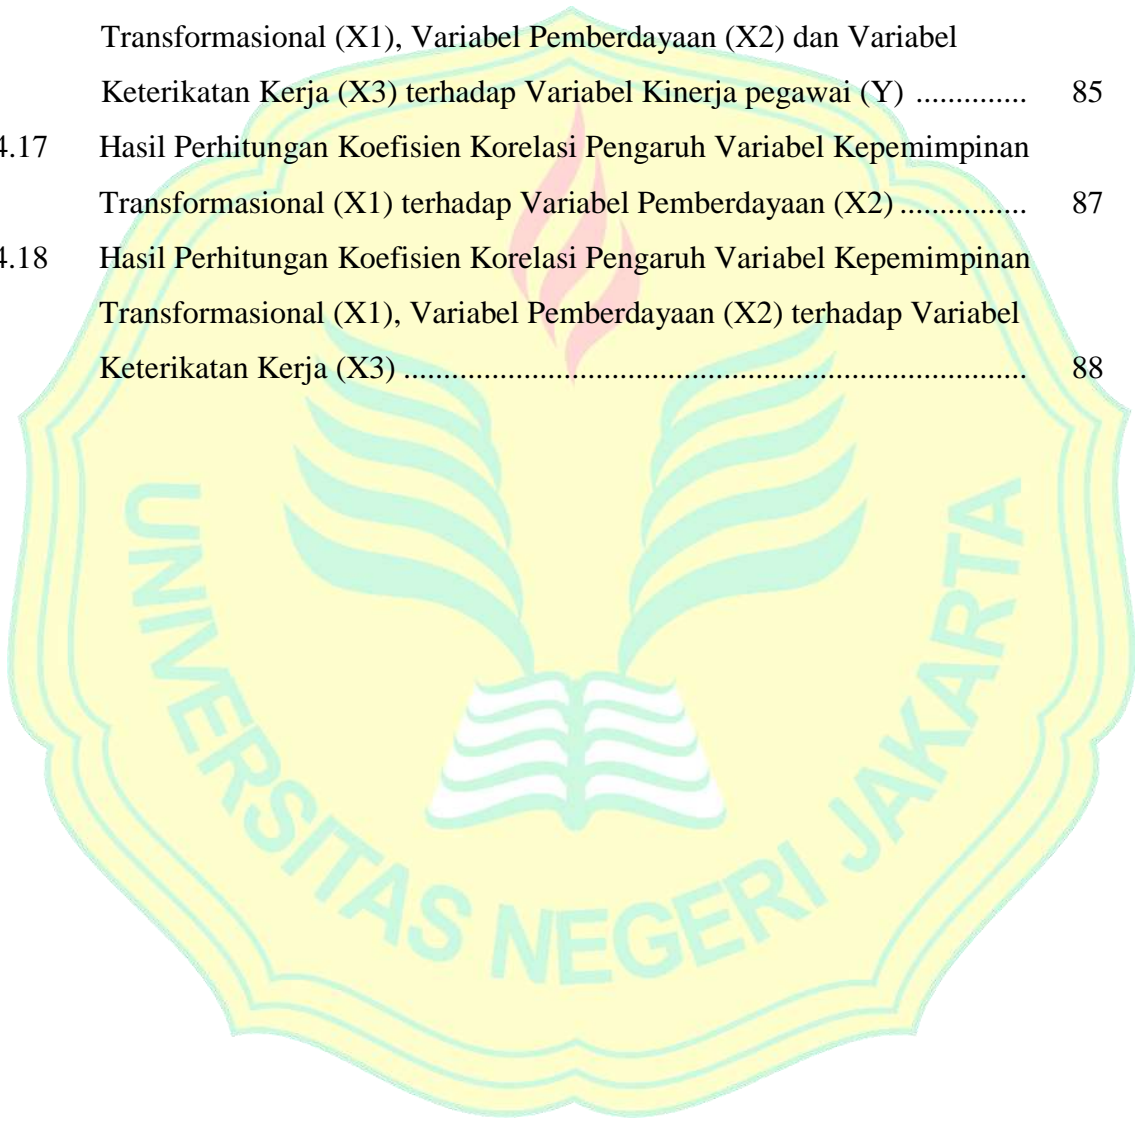 Transformasional (X1), Variabel Pemberdayaan (X2) dan Variabel
Keterikatan Kerja (X3) terhadap Variabel Kinerja pegawai (Y) .............. 85
4.17 Hasil Perhitungan Koefisien Korelasi Pengaruh Variabel Kepemimpinan
Transformasional (X1) terhadap Variabel Pemberdayaan (X2) ................ 87
4.18 Hasil Perhitungan Koefisien Korelasi Pengaruh Variabel Kepemimpinan
Transformasional (X1), Variabel Pemberdayaan (X2) terhadap Variabel
Keterikatan Kerja (X3) ............................................................................... 88
UNIVERSITAS NEGERI JAKARTA